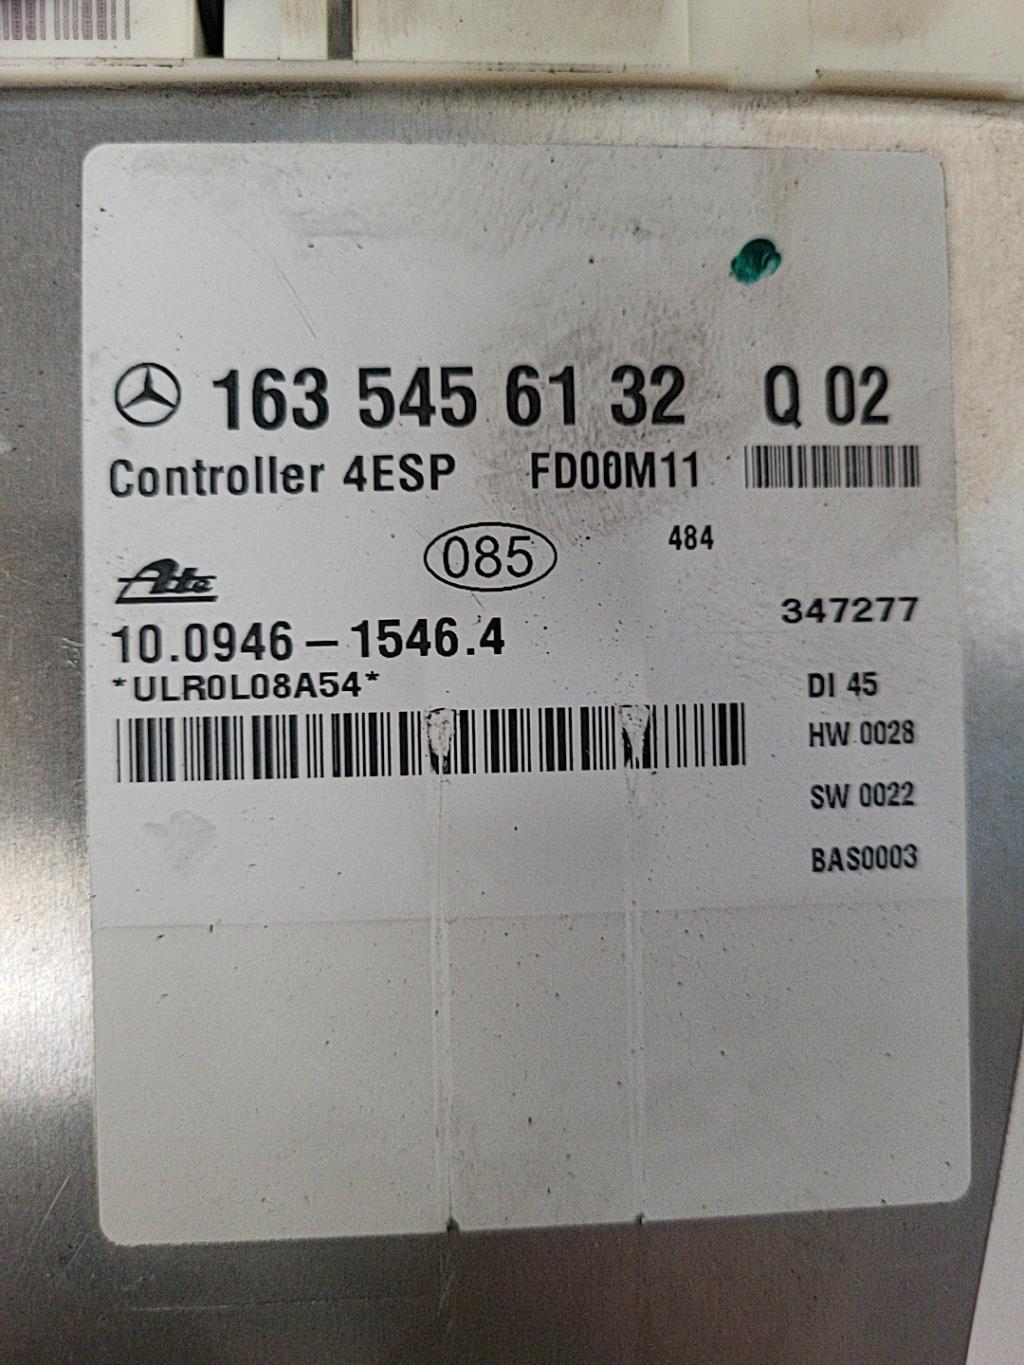 163 545 61 32 Q 02
Controller 4ESP FD00M11
085 484
Ate
347277
10.0946-1546.4
*ULR0L08A54*
DI 45
HW 0028
SW 0022
BAS0003